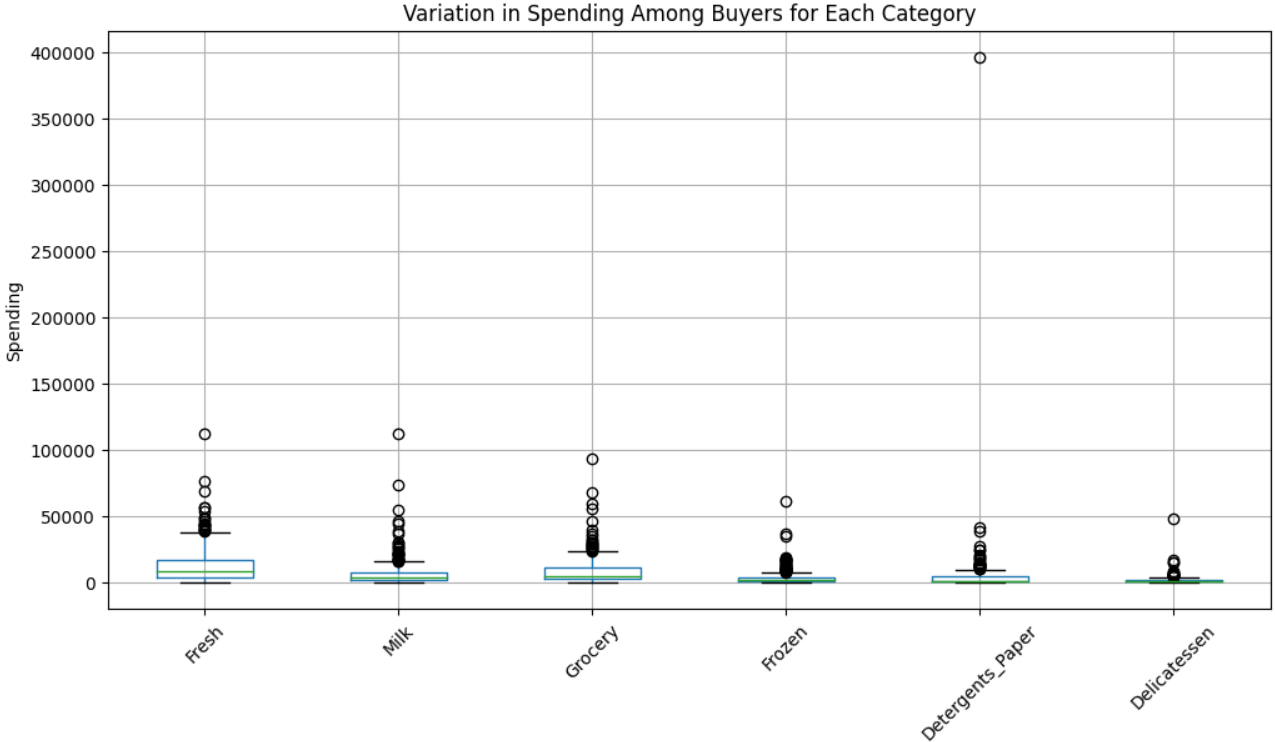 Variation in Spending Among Buyers for Each Category
400000
350000
300000
250000
200000
150000
100000
50000
0
Spending
Fresh
Milk
Grocery
Frozen
Detergents_Paper
Delicatessen